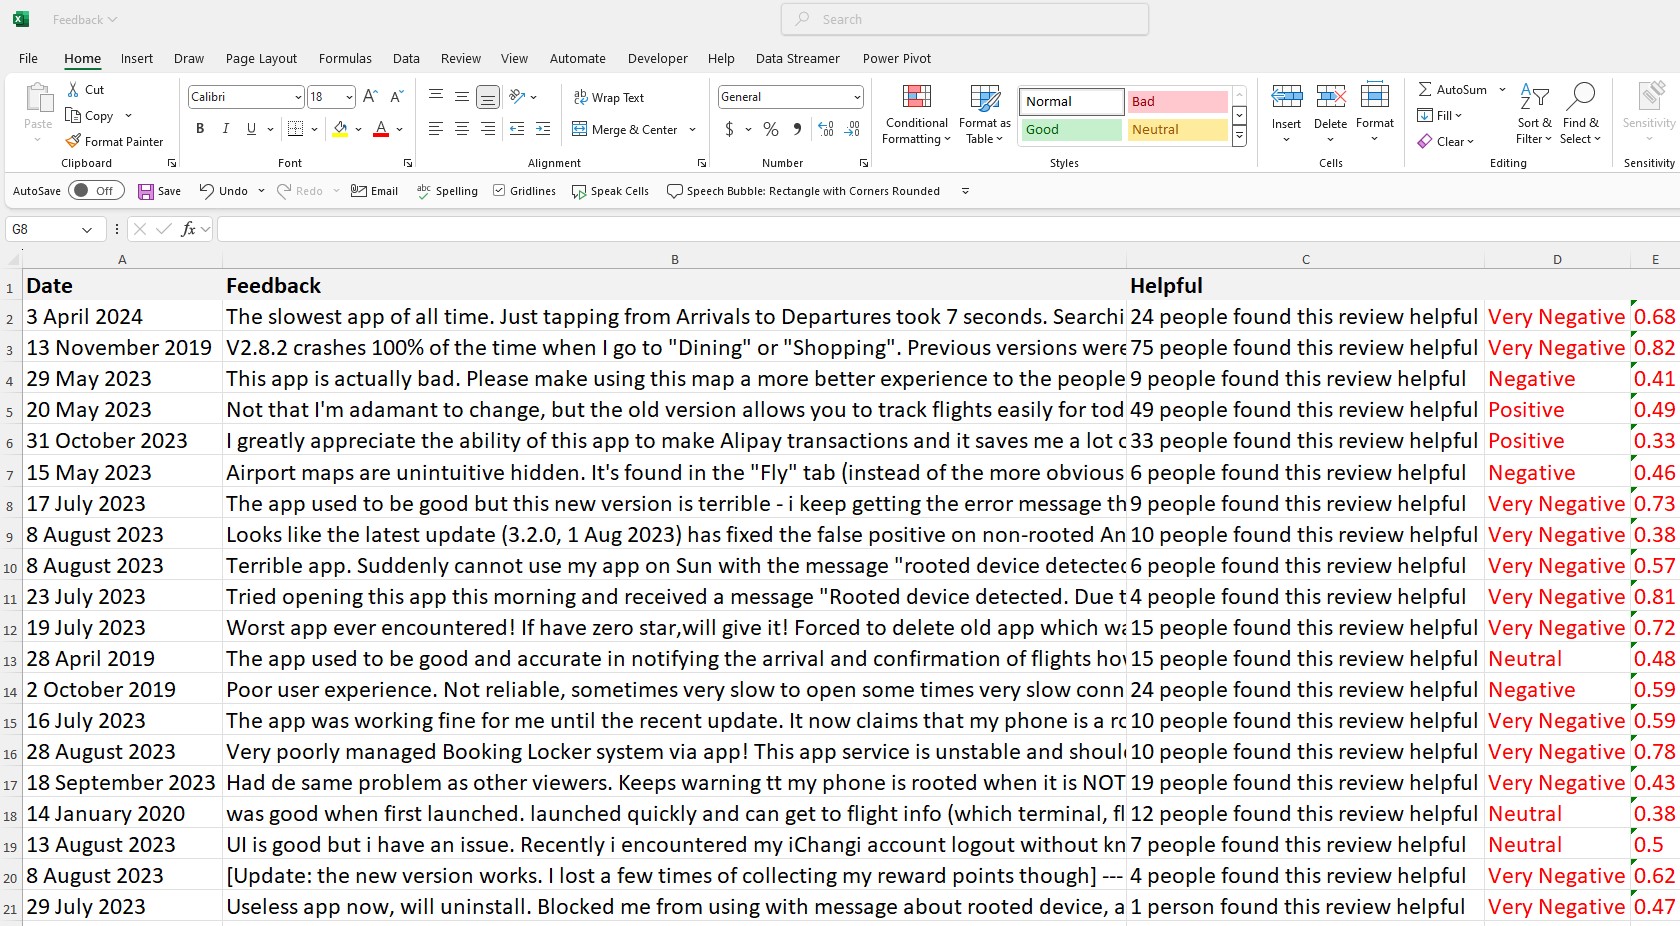 Feedback
Search
File Home Insert Draw Page Layout Formulas Data Review View Automate Developer Help Data Streamer Power Pivot
Paste
Cut
Copy
Format Painter
Clipboard
Calibri 18
B I U
Font
Wrap Text
Merge & Center
Alignment
General
$ % ,
Number
Conditional Formatting
Format as Table
Normal Bad
Good Neutral
Styles
Insert Delete Format
Cells
AutoSum
Fill
Clear
Sort & Filter
Find & Select
Editing
Sensitivity
Sensitivity
AutoSave Off Save Undo Redo Email Spelling Gridlines Speak Cells Speech Bubble: Rectangle with Corners Rounded
G8 fx
A B C D E
1 Date Feedback Helpful
2 3 April 2024 The slowest app of all time. Just tapping from Arrivals to Departures took 7 seconds. Searchi 24 people found this review helpful Very Negative 0.68
3 13 November 2019 V2.8.2 crashes 100% of the time when I go to "Dining" or "Shopping". Previous versions were 75 people found this review helpful Very Negative 0.82
4 29 May 2023 This app is actually bad. Please make using this map a more better experience to the people 9 people found this review helpful Negative 0.41
5 20 May 2023 Not that I'm adamant to change, but the old version allows you to track flights easily for tod 49 people found this review helpful Positive 0.49
6 31 October 2023 I greatly appreciate the ability of this app to make Alipay transactions and it saves me a lot c 33 people found this review helpful Positive 0.33
7 15 May 2023 Airport maps are unintuitive hidden. It's found in the "Fly" tab (instead of the more obvious 6 people found this review helpful Negative 0.46
8 17 July 2023 The app used to be good but this new version is terrible - i keep getting the error message th 9 people found this review helpful Very Negative 0.73
9 8 August 2023 Looks like the latest update (3.2.0, 1 Aug 2023) has fixed the false positive on non-rooted An 10 people found this review helpful Very Negative 0.38
10 8 August 2023 Terrible app. Suddenly cannot use my app on Sun with the message "rooted device detected 6 people found this review helpful Very Negative 0.57
11 23 July 2023 Tried opening this app this morning and received a message "Rooted device detected. Due t 4 people found this review helpful Very Negative 0.81
12 19 July 2023 Worst app ever encountered! If have zero star,will give it! Forced to delete old app which wa 15 people found this review helpful Very Negative 0.72
13 28 April 2019 The app used to be good and accurate in notifying the arrival and confirmation of flights how 15 people found this review helpful Neutral 0.48
14 2 October 2019 Poor user experience. Not reliable, sometimes very slow to open some times very slow conn 24 people found this review helpful Negative 0.59
15 16 July 2023 The app was working fine for me until the recent update. It now claims that my phone is a ro 10 people found this review helpful Very Negative 0.59
16 28 August 2023 Very poorly managed Booking Locker system via app! This app service is unstable and shoul 10 people found this review helpful Very Negative 0.78
17 18 September 2023 Had de same problem as other viewers. Keeps warning tt my phone is rooted when it is NOT 19 people found this review helpful Very Negative 0.43
18 14 January 2020 was good when first launched. launched quickly and can get to flight info (which terminal, fl 12 people found this review helpful Neutral 0.38
19 13 August 2023 UI is good but i have an issue. Recently i encountered my iChangi account logout without kn 7 people found this review helpful Neutral 0.5
20 8 August 2023 [Update: the new version works. I lost a few times of collecting my reward points though] --- 4 people found this review helpful Very Negative 0.62
21 29 July 2023 Useless app now, will uninstall. Blocked me from using with message about rooted device, a 1 person found this review helpful Very Negative 0.47